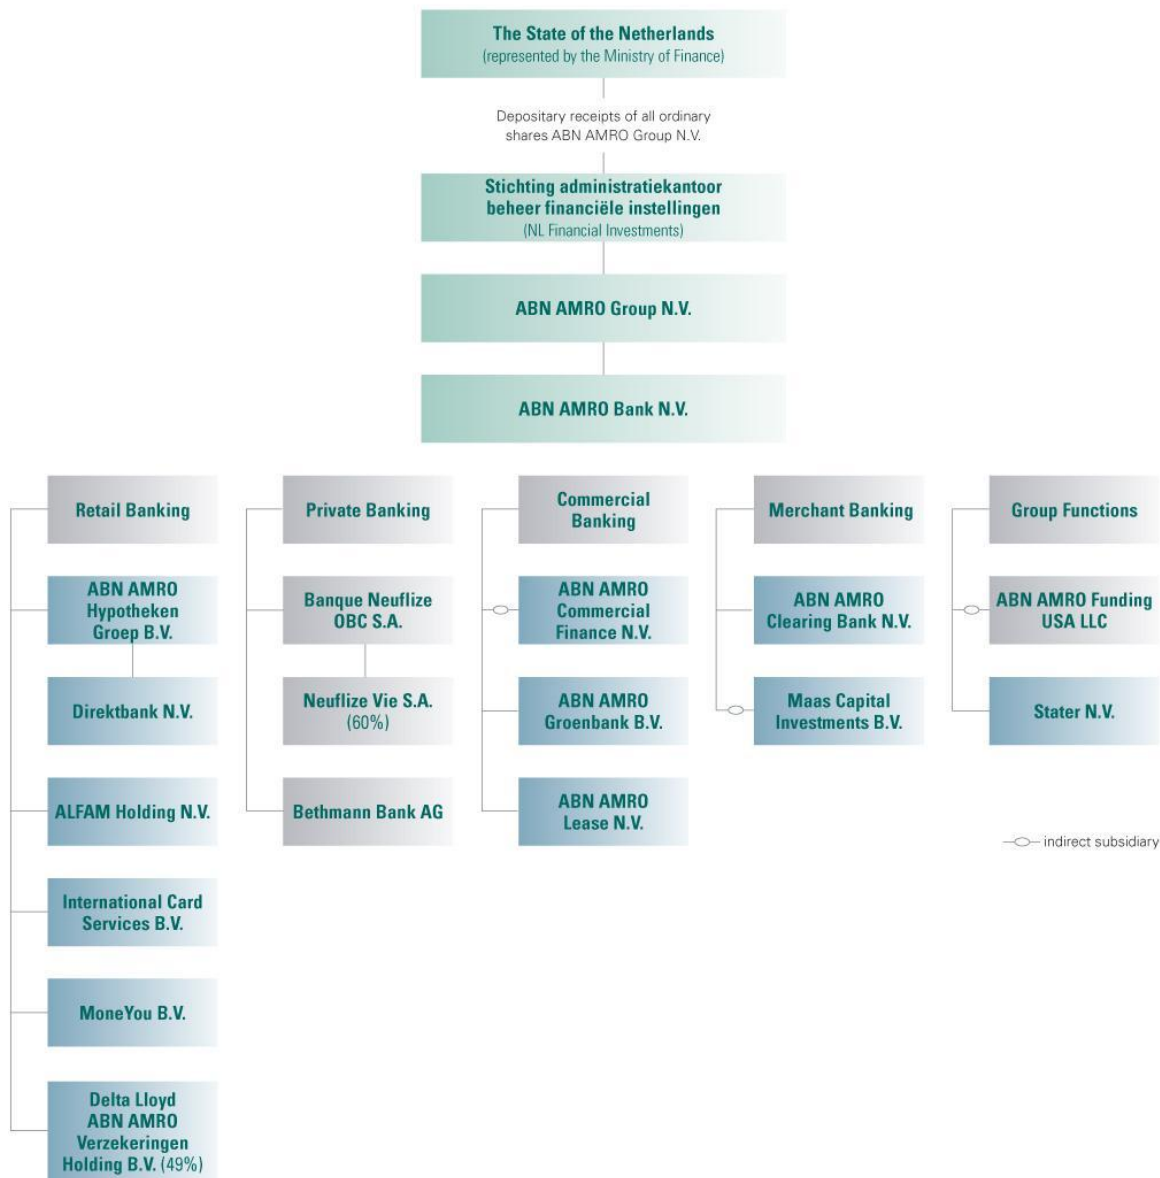 The State of the Netherlands
(represented by the Ministry of Finance)
Depositary receipts of all ordinary
shares ABN AMRO Group N.V.
Stichting administratiekantoor
beheer financiële instellingen
(NL Financial Investments)
ABN AMRO Group N.V.
ABN AMRO Bank N.V.
Retail Banking
ABN AMRO
Hypotheken
Groep B.V.
Direktbank N.V.
ALFAM Holding N.V.
International Card
Services B.V.
MoneYou B.V.
Delta Lloyd
ABN AMRO
Verzekeringen
Holding B.V. (49%)
Private Banking
Banque Neuflize
OBC S.A.
Neuflize Vie S.A.
(60%)
Bethmann Bank AG
Commercial
Banking
ABN AMRO
Commercial
Finance N.V.
ABN AMRO
Groenbank B.V.
ABN AMRO
Lease N.V.
Merchant Banking
ABN AMRO
Clearing Bank N.V.
Maas Capital
Investments B.V.
Group Functions
ABN AMRO Funding
USA LLC
Stater N.V.
indirect subsidiary